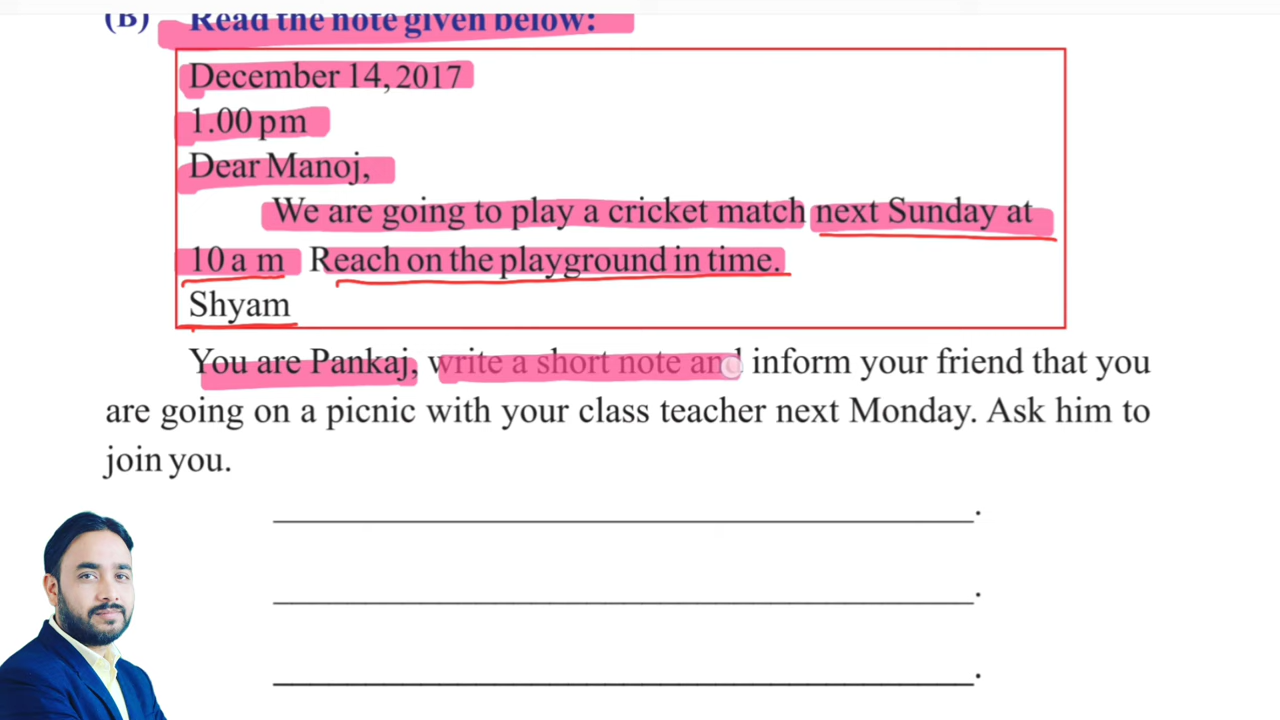 (B) Read the note given below:
December 14, 2017
1.00 pm
Dear Manoj,
We are going to play a cricket match next Sunday at
10 a m Reach on the playground in time.
Shyam
You are Pankaj, write a short note and inform your friend that you
are going on a picnic with your class teacher next Monday. Ask him to
join you.